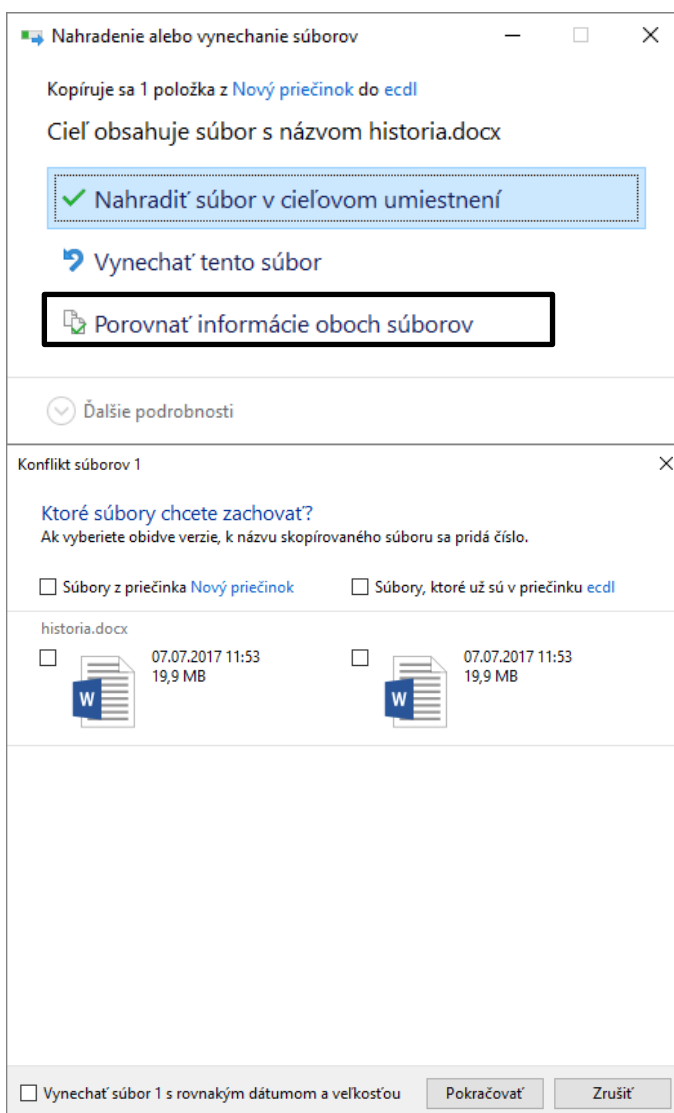 Nahradenie alebo vynechanie súborov
Kopíruje sa 1 položka z Nový priečinok do ecdl
Cieľ obsahuje súbor s názvom historia.docx
Nahradiť súbor v cieľovom umiestnení
Vynechať tento súbor
Porovnať informácie oboch súborov
Ďalšie podrobnosti
Konflikt súborov 1
Ktoré súbory chcete zachovať?
Ak vyberiete obidve verzie, k názvu skopírovaného súboru sa pridá číslo.
Súbory z priečinka Nový priečinok Súbory, ktoré už sú v priečinku ecdl
historia.docx
07.07.2017 11:53 07.07.2017 11:53
W 19,9 MB W 19,9 MB
Vynechať súbor 1 s rovnakým dátumom a veľkosťou Pokračovať Zrušiť